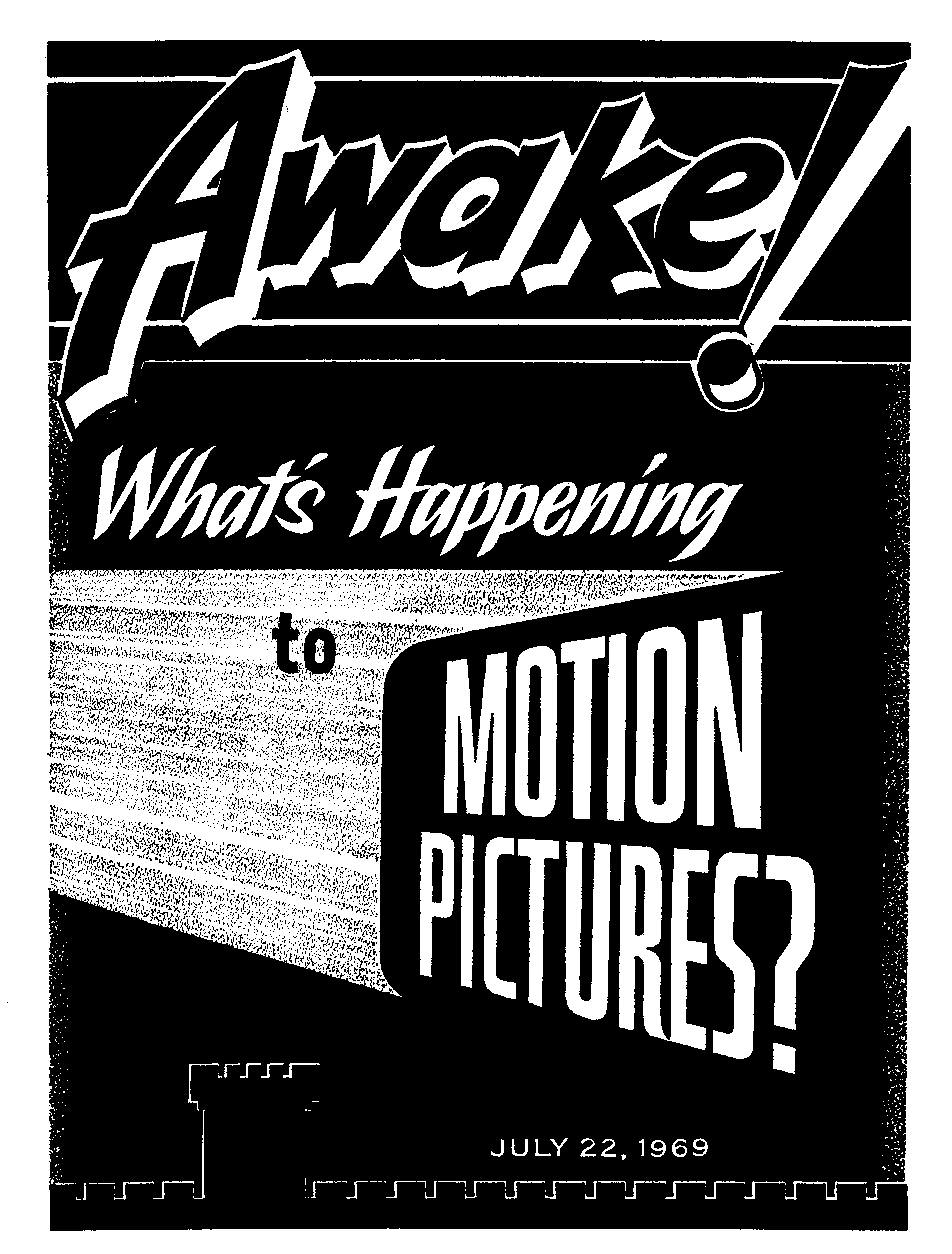 Awake!
What's Happening
to
MOTION
PICTURES?
JULY 22, 1969